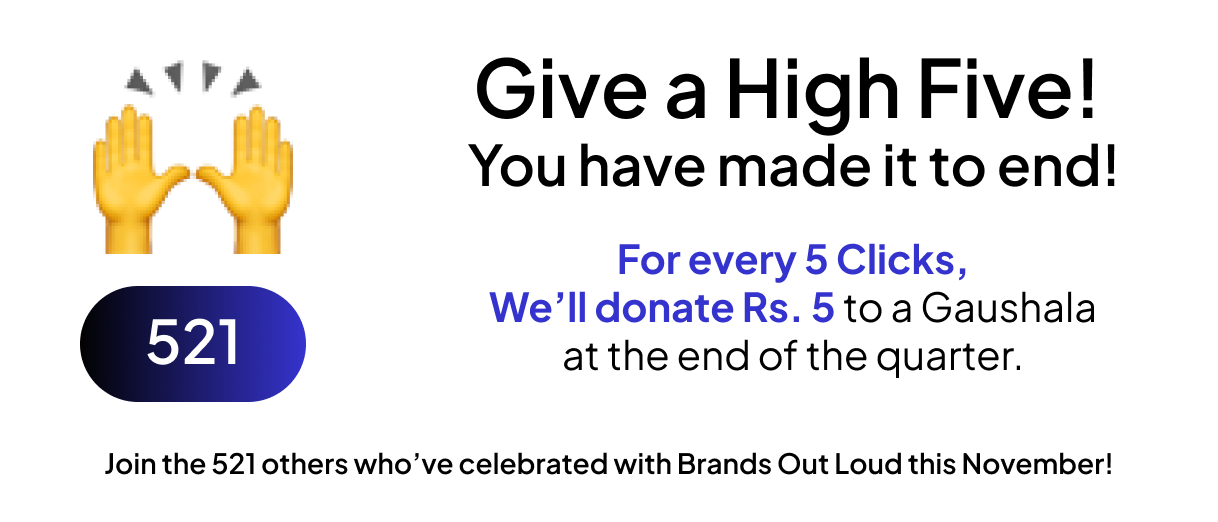 Give a High Five!
You have made it to end!
For every 5 Clicks,
We’ll donate Rs. 5 to a Gaushala
at the end of the quarter.
521
Join the 521 others who’ve celebrated with Brands Out Loud this November!